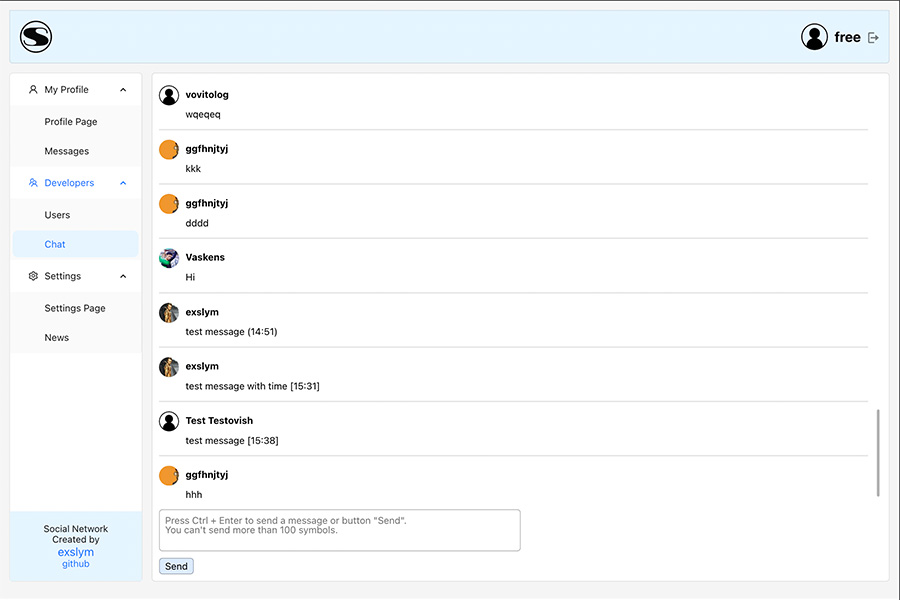 S
free
My Profile
Profile Page
Messages
Developers
Users
Chat
Settings
Settings Page
News
Social Network
Created by
exslym
github
vovitolog
wqeqeq
ggfhnjtyj
kkk
ggfhnjtyj
dddd
Vaskens
Hi
exslym
test message (14:51)
exslym
test message with time [15:31]
Test Testovish
test message [15:38]
ggfhnjtyj
hhh
Press Ctrl + Enter to send a message or button "Send".
You can't send more than 100 symbols.
Send